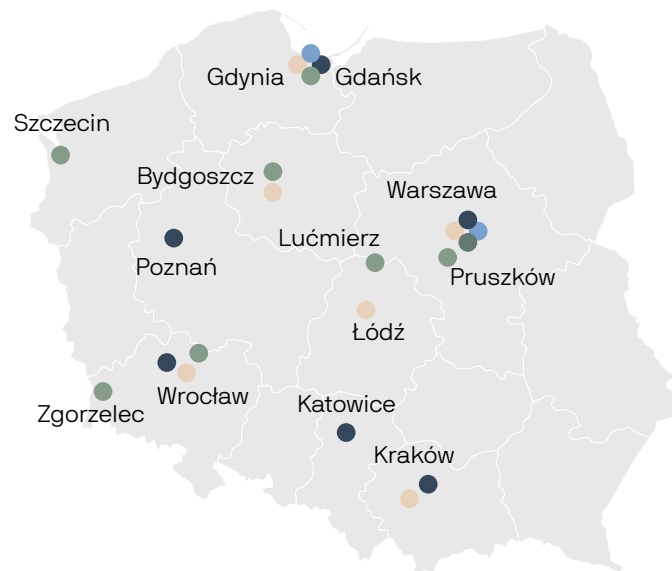 Gdynia
Gdańsk
Szczecin
Bydgoszcz
Warszawa
Lućmierz
Poznań
Pruszków
Łódź
Wrocław
Katowice
Zgorzelec
Kraków